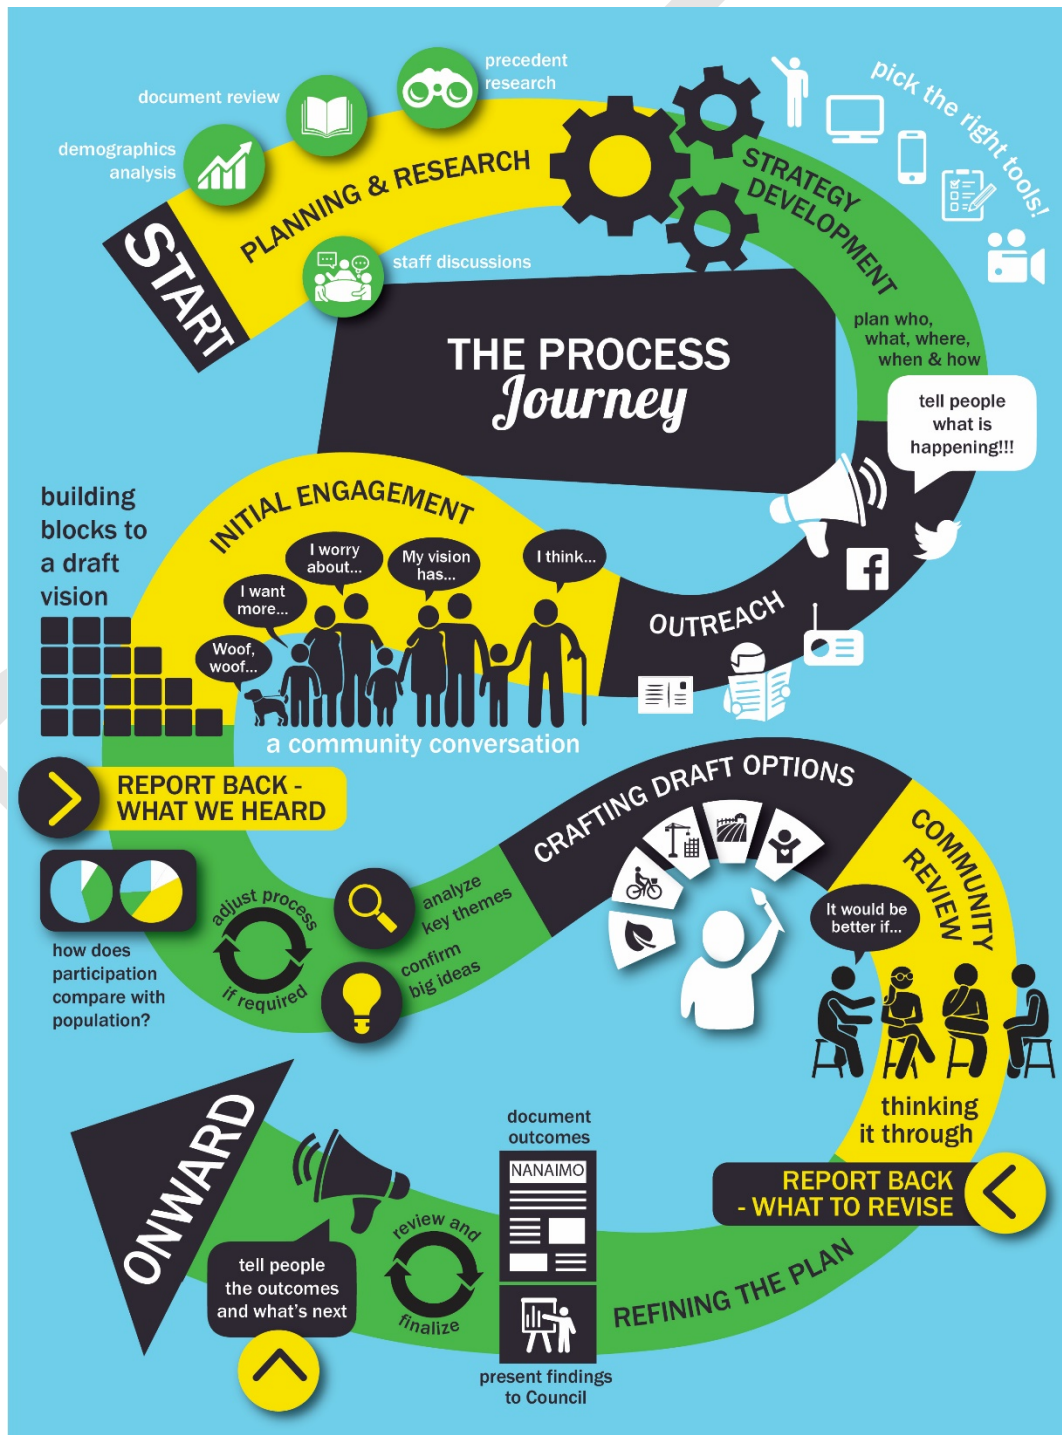 precedent
research
document review
demographics
analysis
START
PLANNING & RESEARCH
staff discussions
STRATEGY
DEVELOPMENT
pick the right tools!
plan who,
what, where,
when & how
THE PROCESS
Journey
tell people
what is
happening!!!
OUTREACH
INITIAL ENGAGEMENT
building
blocks to
a draft
vision
Woof,
woof...
I want
more...
I worry
about...
My vision
has...
I think...
a community conversation
REPORT BACK -
WHAT WE HEARD
how does
participation
compare with
population?
adjust process
if required
analyze
key themes
confirm
big ideas
CRAFTING DRAFT OPTIONS
COMMUNITY
REVIEW
It would be
better if...
thinking
it through
REPORT BACK
- WHAT TO REVISE
REFINING THE PLAN
document
outcomes
NANAIMO
present findings
to Council
review and
finalize
tell people
the outcomes
and what's next
ONWARD